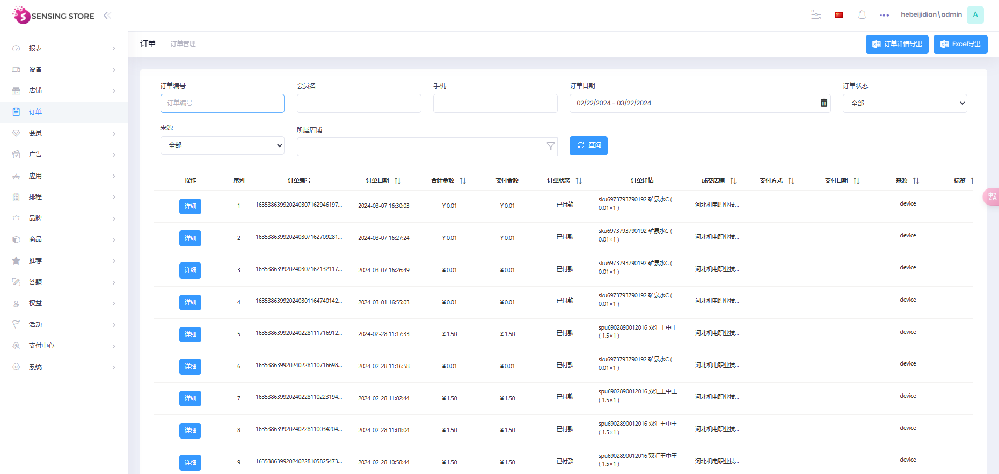 SENSING STORE
hebeijidian\admin
A
报表
设备
店铺
订单
会员
广告
应用
排程
品牌
商品
推荐
答题
权益
活动
支付中心
系统
订单 订单管理
订单详情导出
Excel导出
订单编号 会员名 手机 订单日期 订单状态
订单编号 02/22/2024 - 03/22/2024 全部
来源 所属店铺
全部 查询
操作 序列 订单编号 订单日期 合计金额 实付金额 订单状态 订单详情 成交店铺 支付方式 支付日期 来源 标签
详细 1 163538639920240307162946197... 2024-03-07 16:30:03 ¥0.01 ¥0.01 已付款 sku6973793790192 矿泉水C ( 0.01×1 ) 河北机电职业技... device
详细 2 163538639920240307162709281... 2024-03-07 16:27:24 ¥0.01 ¥0.01 已付款 sku6973793790192 矿泉水C ( 0.01×1 ) 河北机电职业技... device
详细 3 163538639920240307162132117... 2024-03-07 16:26:49 ¥0.01 ¥0.01 已付款 sku6973793790192 矿泉水C ( 0.01×1 ) 河北机电职业技... device
详细 4 163538639920240301164740142... 2024-03-01 16:55:03 ¥0.01 ¥0.01 已付款 sku6973793790192 矿泉水C ( 0.01×1 ) 河北机电职业技... device
详细 5 163538639920240228111716912... 2024-02-28 11:17:33 ¥1.50 ¥1.50 已付款 spu6902890012016 双汇王中王 ( 1.5×1 ) 河北机电职业技... device
详细 6 163538639920240228110716698... 2024-02-28 11:16:58 ¥0.01 ¥0.01 已付款 sku6973793790192 矿泉水C ( 0.01×1 ) 河北机电职业技... device
详细 7 163538639920240228110223194... 2024-02-28 11:02:44 ¥1.50 ¥1.50 已付款 spu6902890012016 双汇王中王 ( 1.5×1 ) 河北机电职业技... device
详细 8 163538639920240228110034204... 2024-02-28 11:01:04 ¥1.50 ¥1.50 已付款 spu6902890012016 双汇王中王 ( 1.5×1 ) 河北机电职业技... device
详细 9 163538639920240228105825473... 2024-02-28 10:58:44 ¥1.50 ¥1.50 已付款 spu6902890012016 双汇王中王 ( 1.5×1 ) 河北机电职业技... device